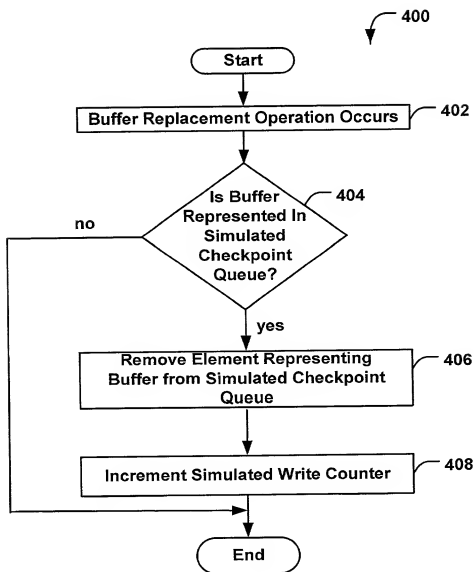 400
Start
Buffer Replacement Operation Occurs
402
Is Buffer
Represented In
Simulated
Checkpoint
Queue?
404
no
yes
Remove Element Representing
Buffer from Simulated Checkpoint
Queue
406
Increment Simulated Write Counter
408
End